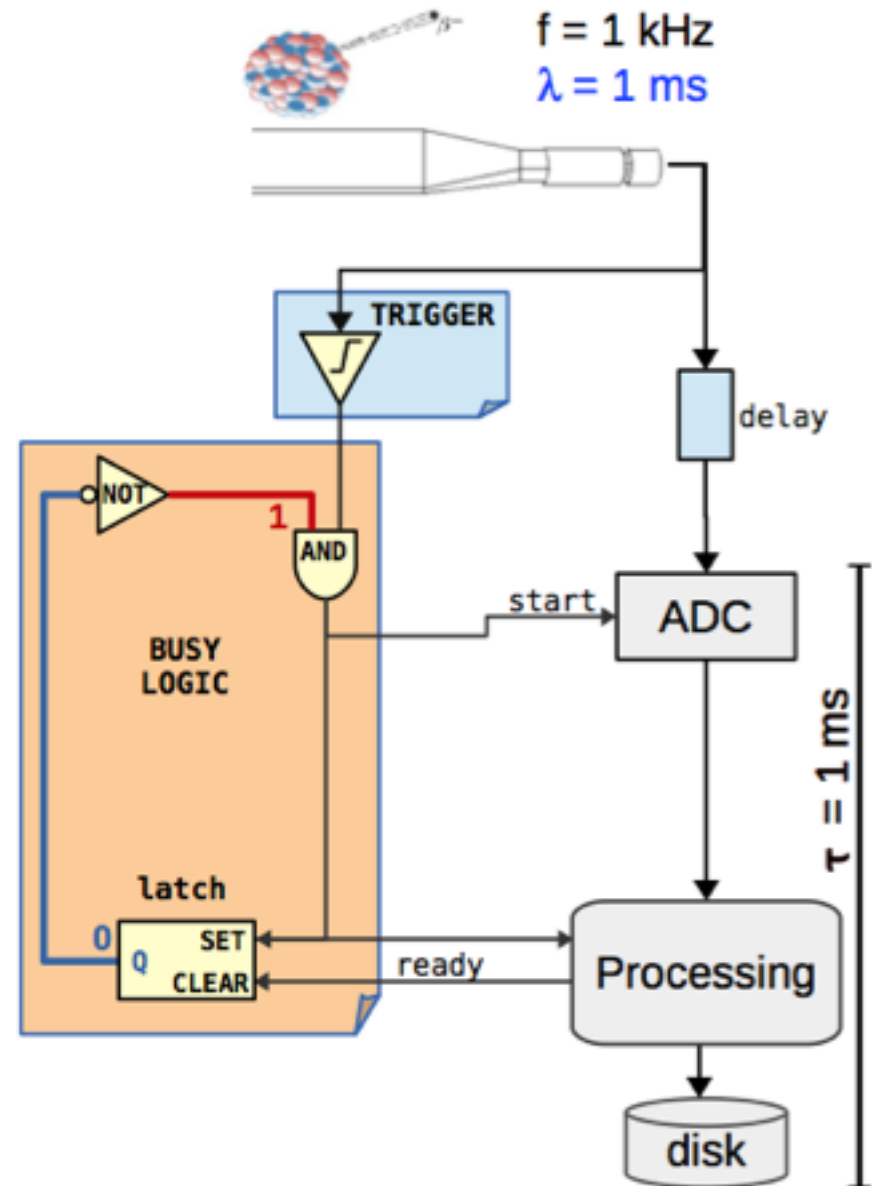 β−
f = 1 kHz
λ = 1 ms
TRIGGER
delay
NOT
1
AND
start
ADC
BUSY
LOGIC
τ = 1 ms
latch
0
Q
SET
CLEAR
ready
Processing
disk